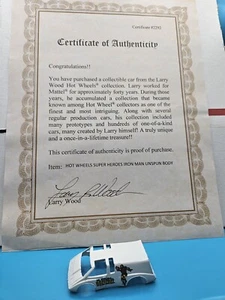 Certificate #2592
Certificate of Authenticity
Congratulations!!
You have purchased a collectible car from the Larry
Wood Hot Wheels® collection. Larry worked for
Mattel® for approximately forty years. During these
years, he accumulated a collection that became
known among Hot Wheel® collectors as one of the
finest and most intriguing. Along with several
regular production cars, his collection included
many prototypes and hundreds of one-of-a-kind
cars, many created by Larry himself! A truly unique
and a once-in-a-lifetime treasure!!
This certificate of authenticity is proof of purchase.
Item: HOT WHEELS SUPER HEROES IRON MAN UNSPUN BODY
Larry Wood